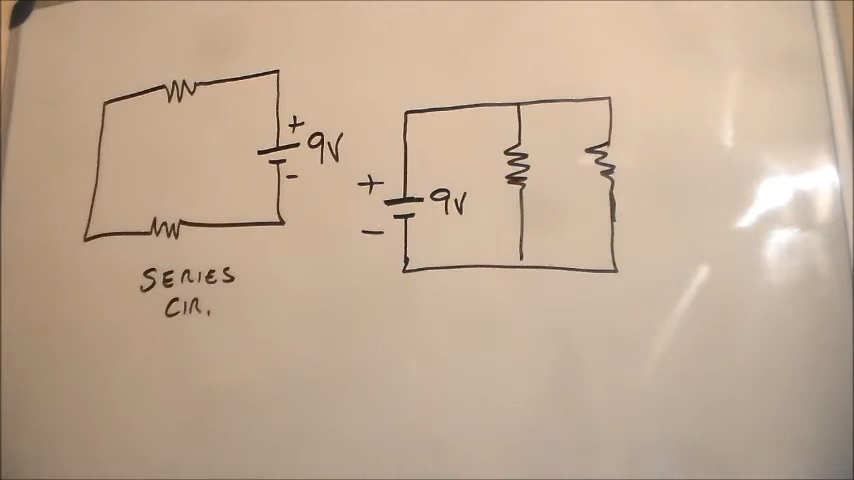 +
9V
-
+
9V
-
SERIES
CIR.